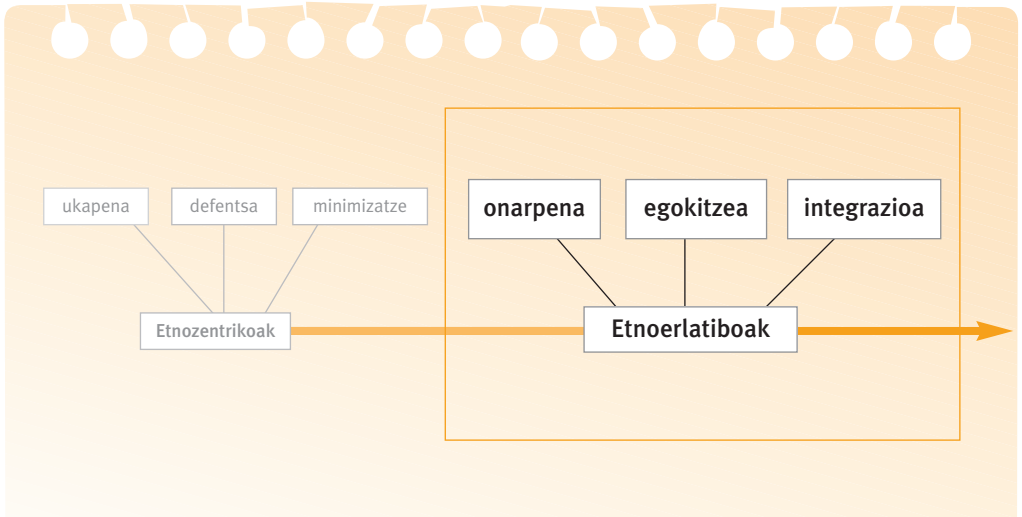 ukapena
defentsa
minimizatze
onarpena
egokitzea
integrazioa
Etnozentrikoak
Etnoerlatiboak